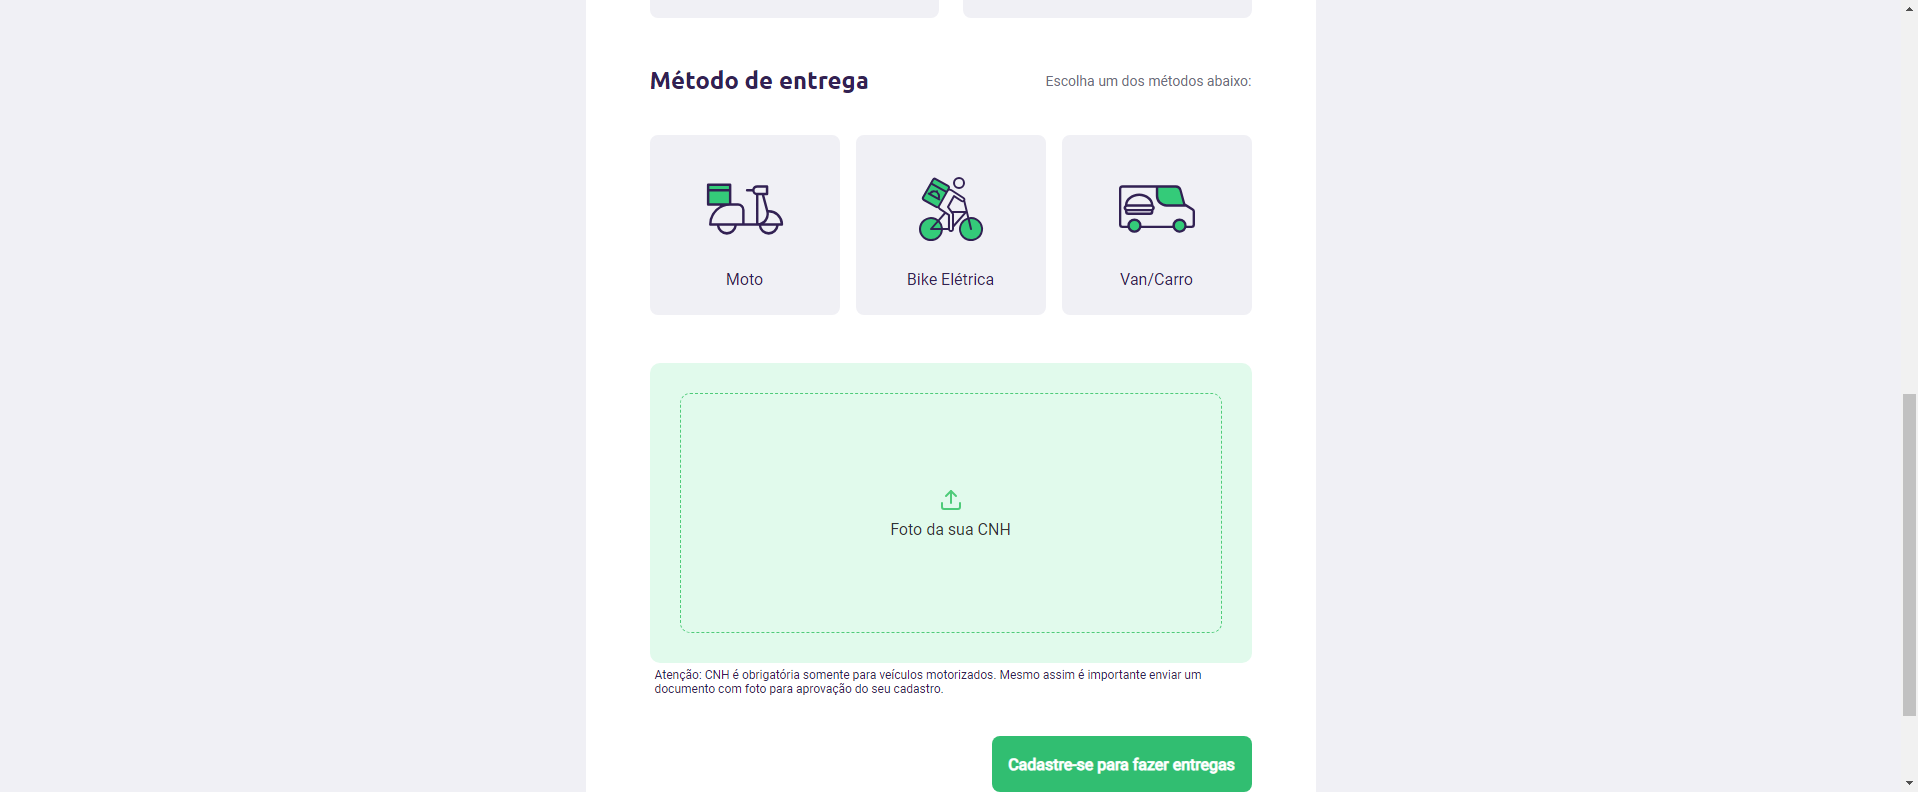 Método de entrega
Escolha um dos métodos abaixo:
Moto
Bike Elétrica
Van/Carro
Foto da sua CNH
Atenção: CNH é obrigatória somente para veículos motorizados. Mesmo assim é importante enviar um
documento com foto para aprovação do seu cadastro.
Cadastre-se para fazer entregas